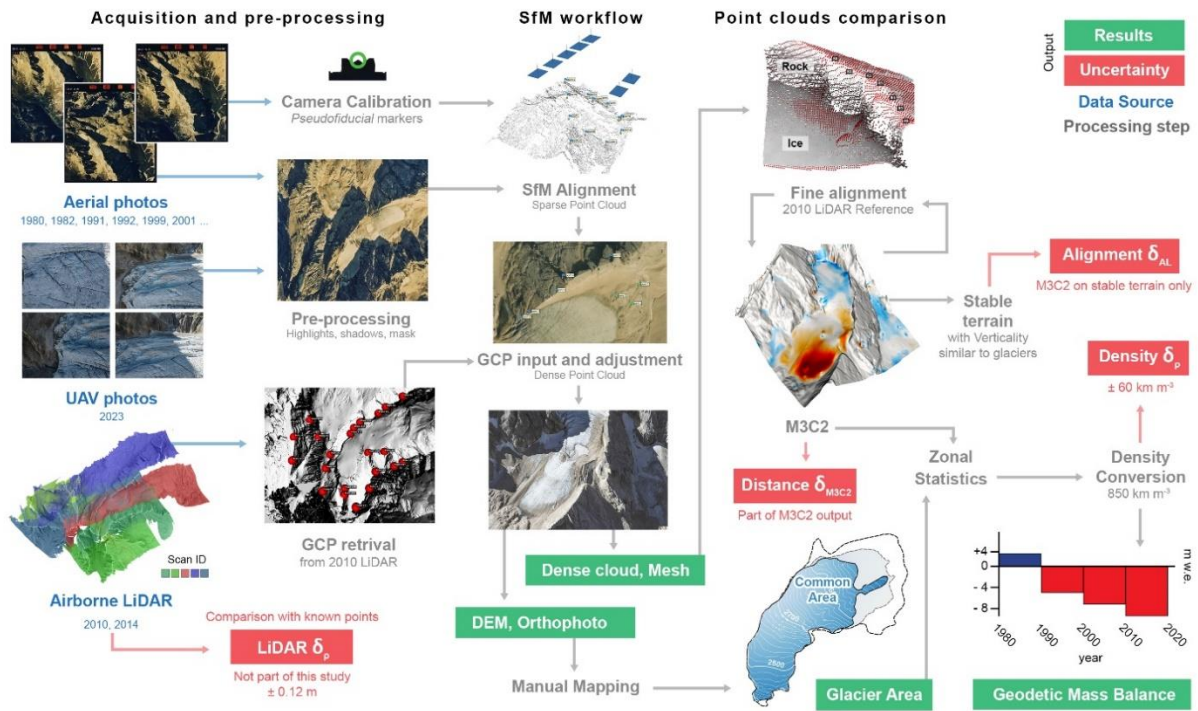 Acquisition and pre-processing
SfM workflow
Point clouds comparison
Output
Results
Uncertainty
Data Source
Processing step
Camera Calibration
Pseudofiducial markers
Aerial photos
1980, 1982, 1991, 1992, 1999, 2001 ...
Pre-processing
Highlights, shadows, mask
UAV photos
2023
Scan ID
GCP retrival
from 2010 LiDAR
Airborne LiDAR
2010, 2014
Comparison with known points
LiDAR δp
Not part of this study
± 0.12 m
SfM Alignment
Sparse Point Cloud
GCP input and adjustment
Dense Point Cloud
Dense cloud, Mesh
DEM, Orthophoto
Manual Mapping
Rock
Ice
Fine alignment
2010 LiDAR Reference
Alignment δAL
M3C2 on stable terrain only
Stable
terrain
with Verticality
similar to glaciers
Density δp
± 60 km m-3
M3C2
Distance δM3C2
Part of M3C2 output
Zonal
Statistics
Density
Conversion
850 km m-3
Common
Area
2700
2800
Glacier Area
+4
0
- 4
- 8
m w.e.
1980
1990
2000
2010
2020
year
Geodetic Mass Balance